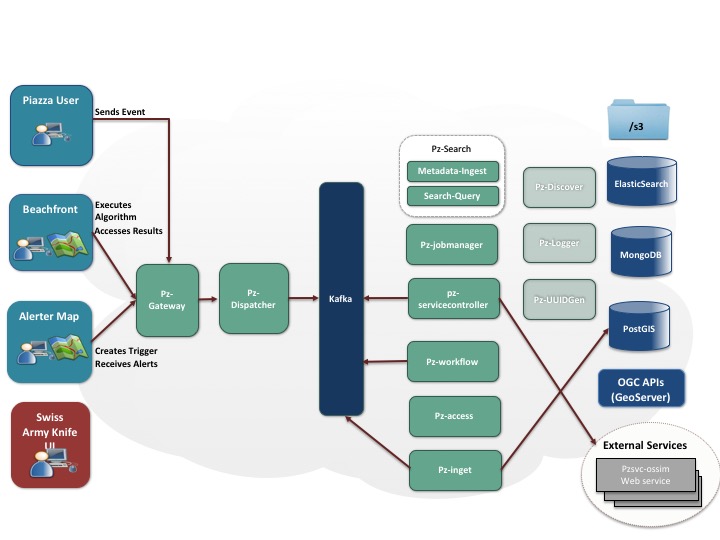 Piazza User
Sends Event
Beachfront
Executes
Algorithm
Accesses Results
Alerter Map
Creates Trigger
Receives Alerts
Swiss
Army Knife
UI
Pz-
Gateway
Pz-
Dispatcher
Kafka
Pz-Search
Metadata-Ingest
Search-Query
Pz-jobmanager
pz-
servicecontroller
Pz-workflow
Pz-access
Pz-inget
Pz-Discover
Pz-Logger
Pz-UUIDGen
/s3
ElasticSearch
MongoDB
PostGIS
OGC APIs
(GeoServer)
External Services
Pzsvc-ossim
Web service